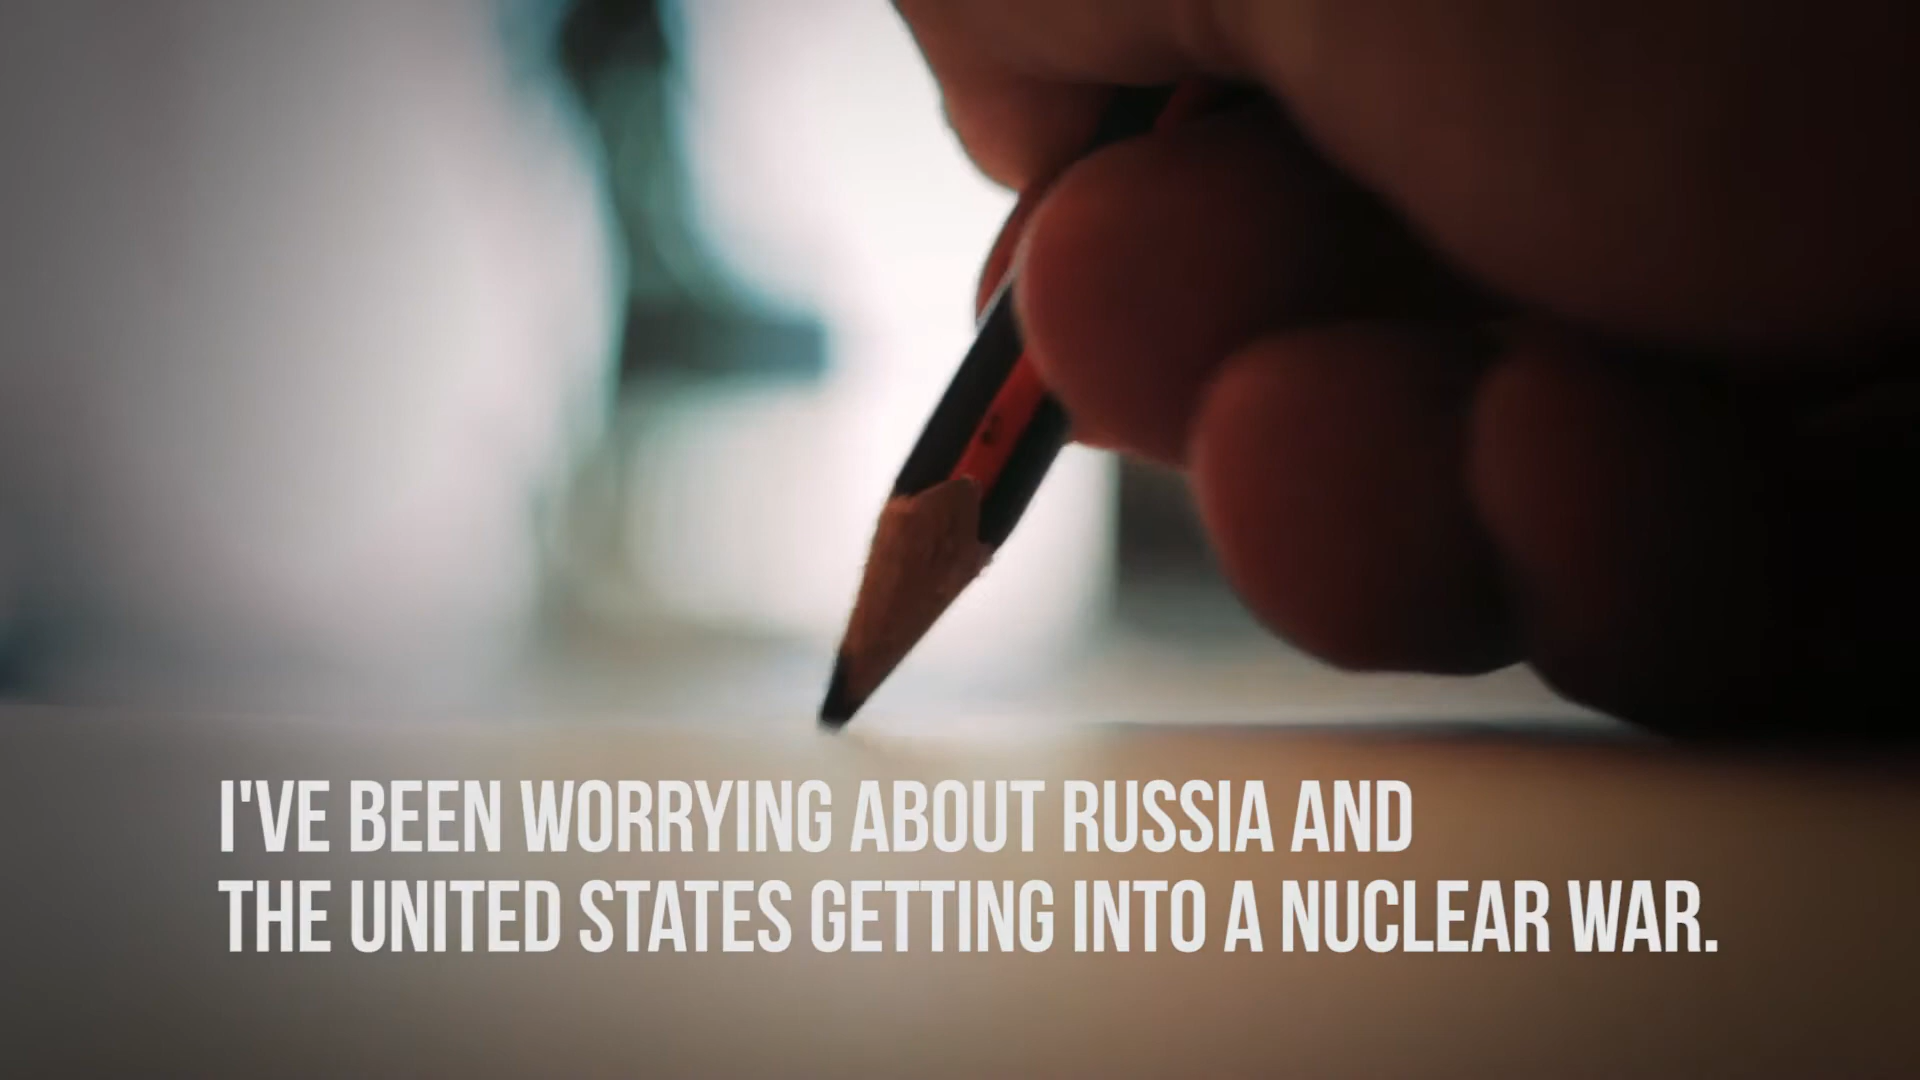 I'VE BEEN WORRYING ABOUT RUSSIA AND
THE UNITED STATES GETTING INTO A NUCLEAR WAR.